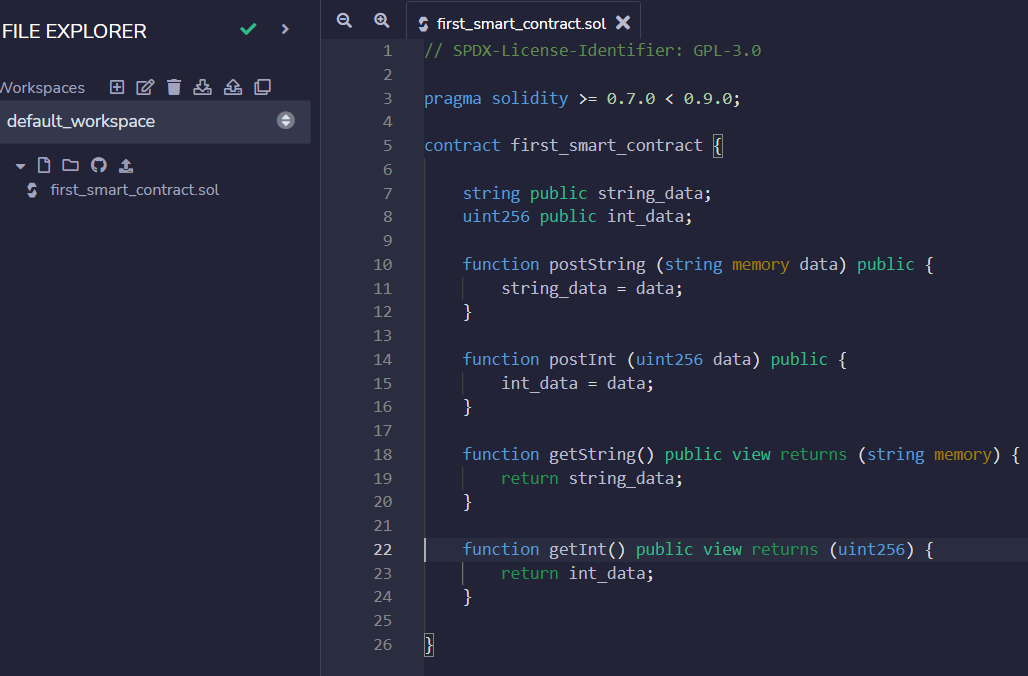 FILE EXPLORER
Workspaces
default_workspace
first_smart_contract.sol
first_smart_contract.sol
1 // SPDX-License-Identifier: GPL-3.0
2
3 pragma solidity >= 0.7.0 < 0.9.0;
4
5 contract first_smart_contract {
6
7     string public string_data;
8     uint256 public int_data;
9
10     function postString (string memory data) public {
11         string_data = data;
12     }
13
14     function postInt (uint256 data) public {
15         int_data = data;
16     }
17
18     function getString() public view returns (string memory) {
19         return string_data;
20     }
21
22     function getInt() public view returns (uint256) {
23         return int_data;
24     }
25
26 }